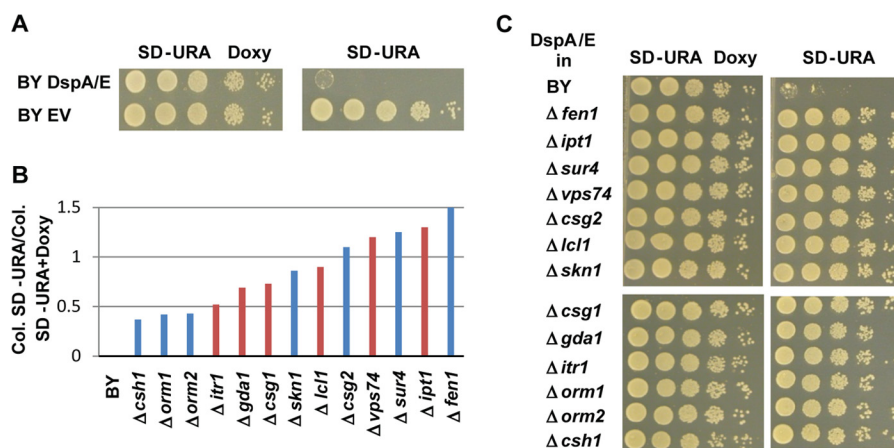 A
SD-URA Doxy
SD-URA
BY DspA/E
BY EV
B
Col. SD -URA/Col.
SD -URA+Doxy
1.5
1
0.5
0
BY
Δcsh1
Δorm1
Δorm2
Δitr1
Δgda1
Δcsg1
Δskn1
Δlcl1
Δcsg2
Δvps74
Δsur4
Δipt1
Δfen1
C
DspA/E
in
SD-URA Doxy
SD-URA
BY
Δfen1
Δipt1
Δsur4
Δvps74
Δcsg2
Δlcl1
Δskn1
Δcsg1
Δgda1
Δitr1
Δorm1
Δorm2
Δcsh1